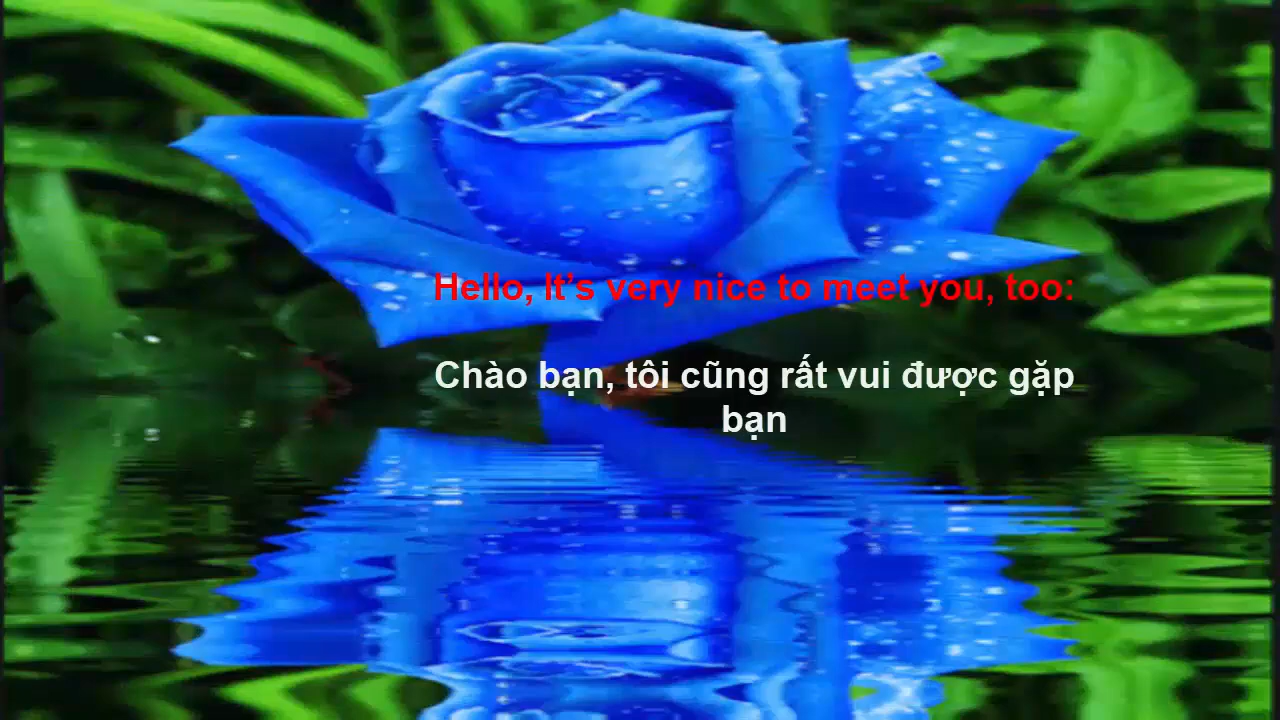 Hello, It’s very nice to meet you, too:
Chào bạn, tôi cũng rất vui được gặp
bạn